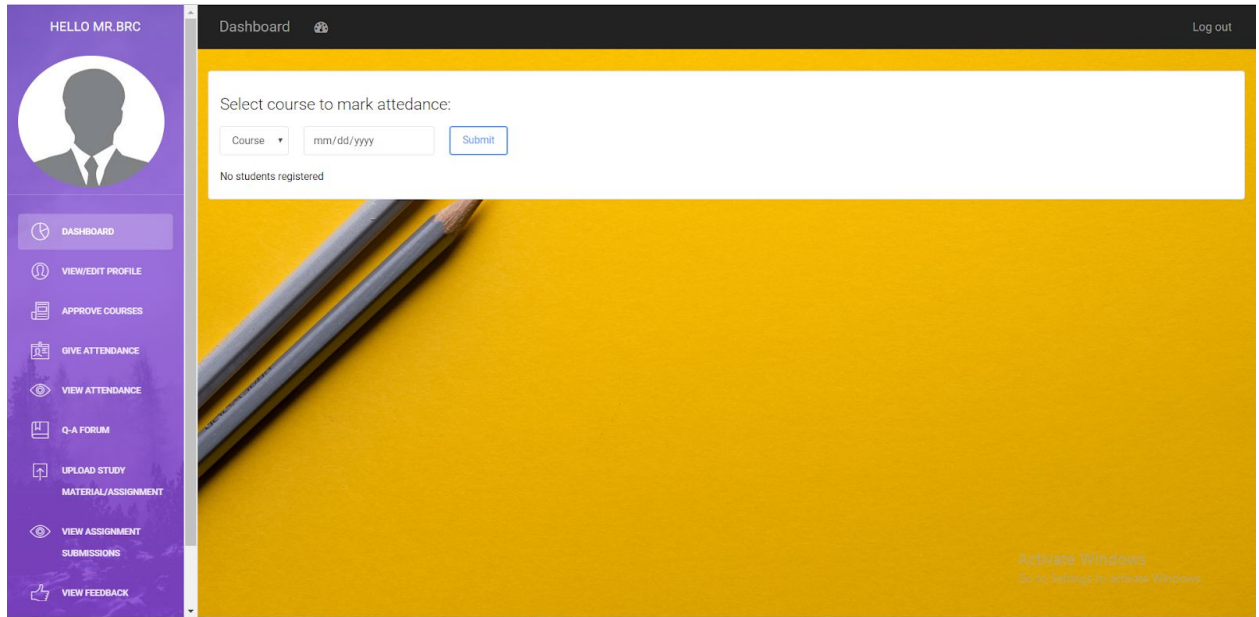 HELLO MR.BRC
Dashboard
Log out
Select course to mark attedance:
Course
mm/dd/yyyy
Submit
No students registered
DASHBOARD
VIEW/EDIT PROFILE
APPROVE COURSES
GIVE ATTENDANCE
VIEW ATTENDANCE
Q-A FORUM
UPLOAD STUDY
MATERIAL/ASSIGNMENT
VIEW ASSIGNMENT
SUBMISSIONS
VIEW FEEDBACK
Activate Windows
Go to Settings to activate Windows.